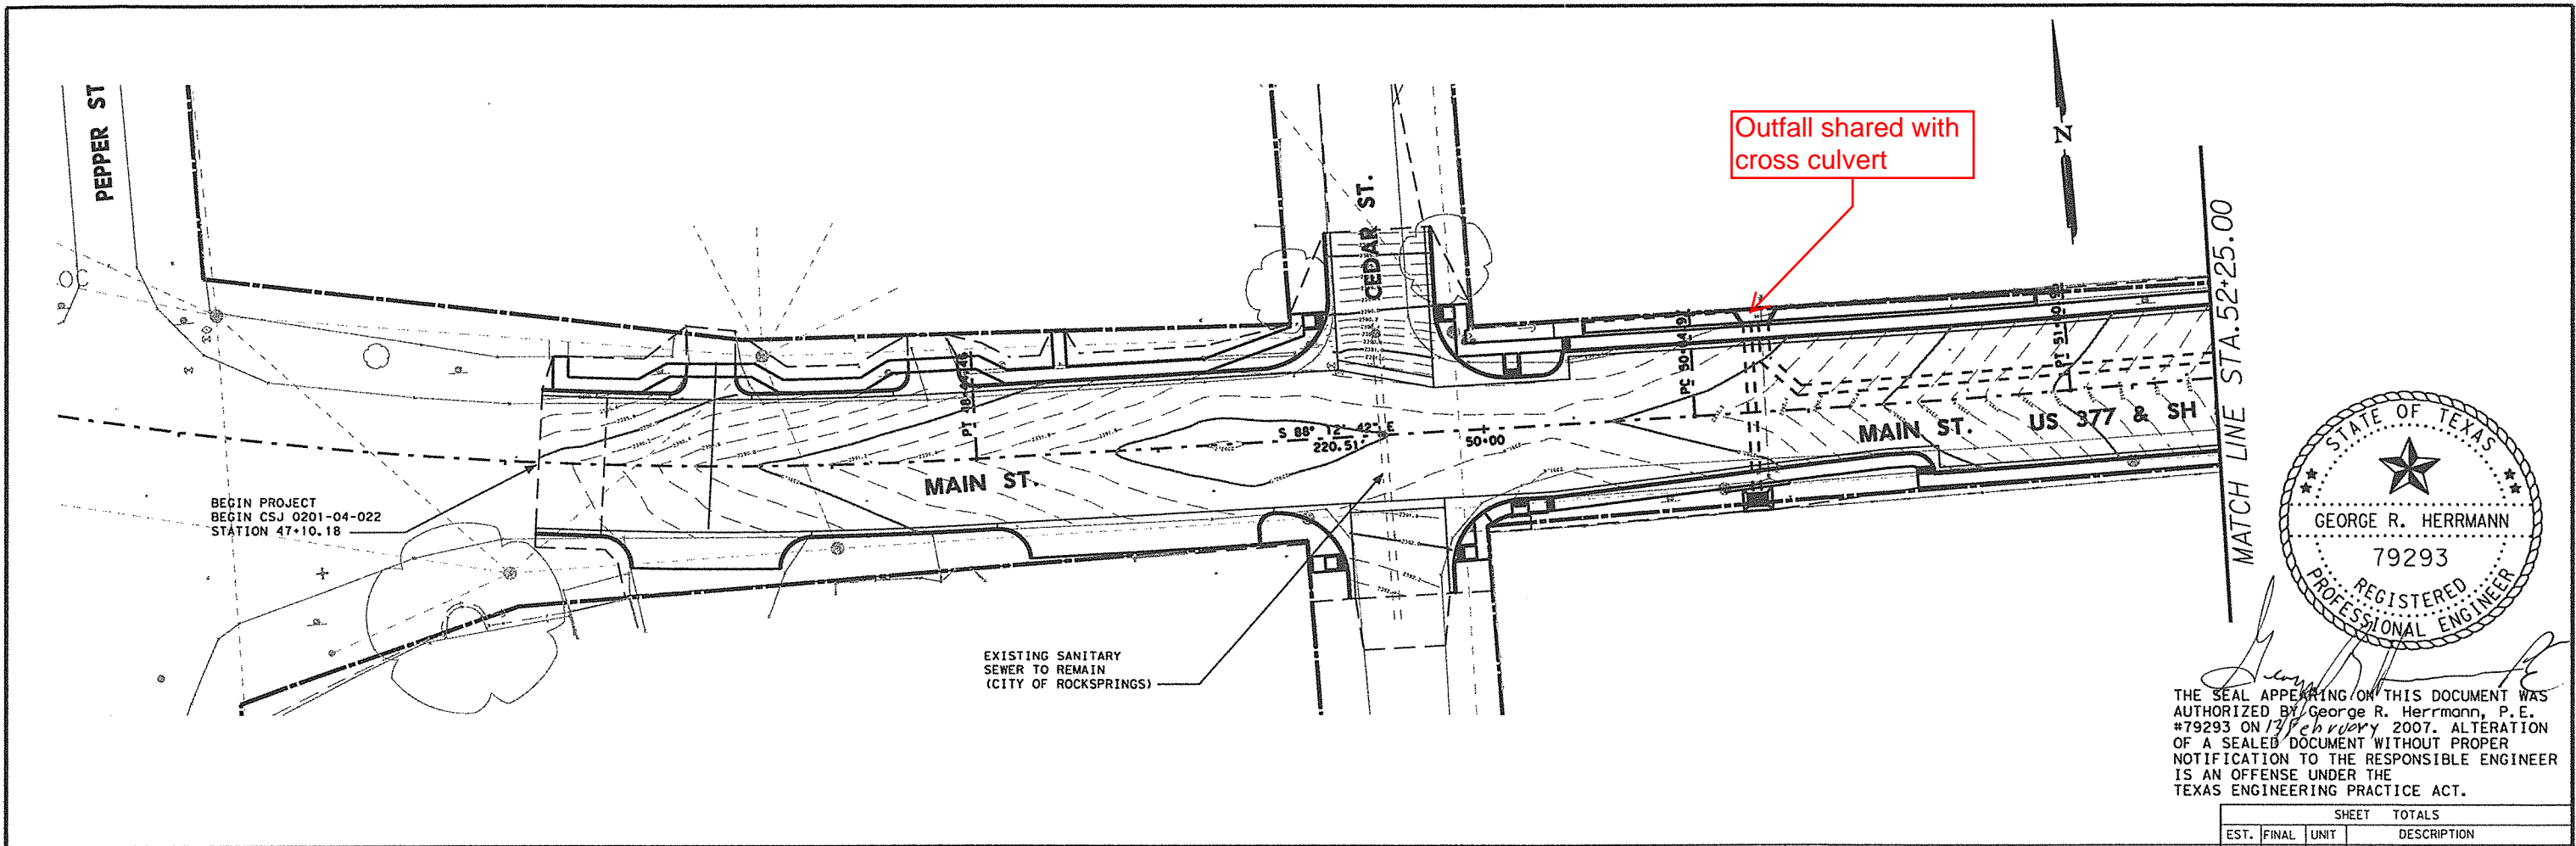 PEPPER ST
CEDAR ST.
Outfall shared with
cross culvert
N
MATCH LINE STA. 52+25.00
S 88° 12' 42" E
220.51'
50+00
MAIN ST.
MAIN ST. US 377 & SH
BEGIN PROJECT
BEGIN CSJ 0201-04-022
STATION 47+10.18
EXISTING SANITARY
SEWER TO REMAIN
(CITY OF ROCKSPRINGS)
STATE OF TEXAS
GEORGE R. HERRMANN
79293
REGISTERED
PROFESSIONAL ENGINEER
THE SEAL APPEARING ON THIS DOCUMENT WAS
AUTHORIZED BY George R. Herrmann, P.E.
#79293 ON February 2007. ALTERATION
OF A SEALED DOCUMENT WITHOUT PROPER
NOTIFICATION TO THE RESPONSIBLE ENGINEER
IS AN OFFENSE UNDER THE
TEXAS ENGINEERING PRACTICE ACT.
SHEET TOTALS
EST. FINAL UNIT DESCRIPTION